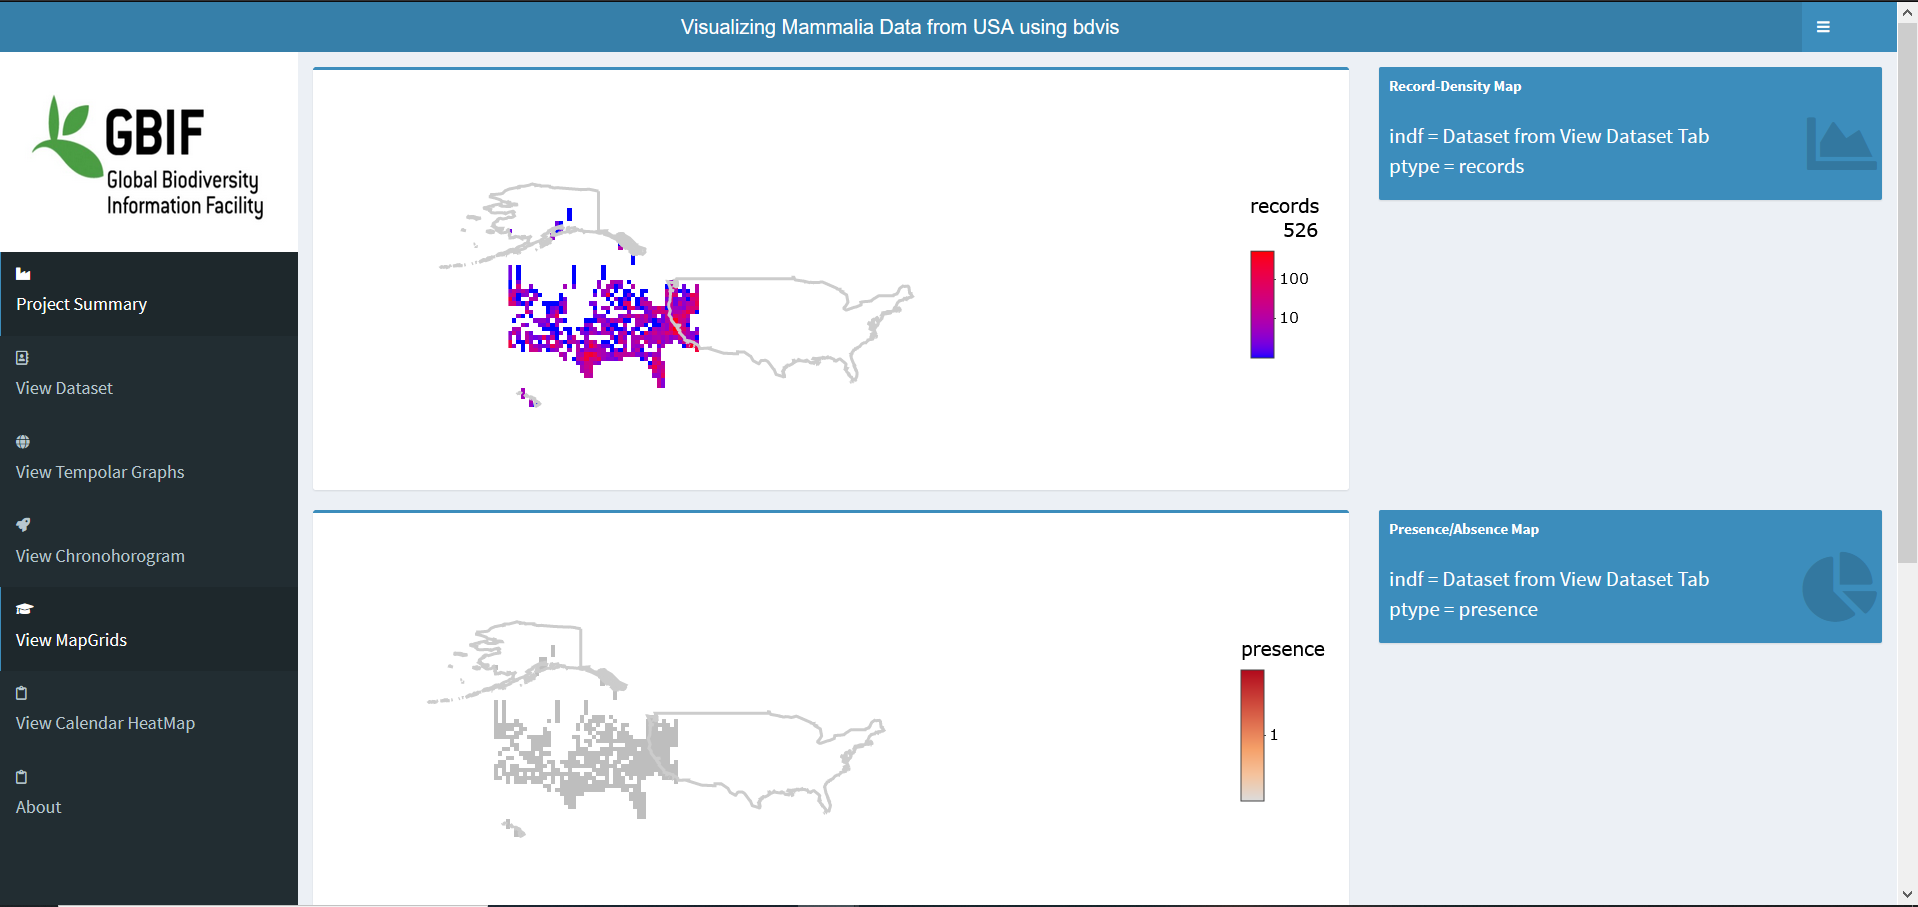 Visualizing Mammalia Data from USA using bdvis
GBIF
Global Biodiversity
Information Facility
Project Summary
View Dataset
View Tempolar Graphs
View Chronohorogram
View MapGrids
View Calendar HeatMap
About
records
526
100
10
Record-Density Map
indf = Dataset from View Dataset Tab
ptype = records
presence
1
Presence/Absence Map
indf = Dataset from View Dataset Tab
ptype = presence